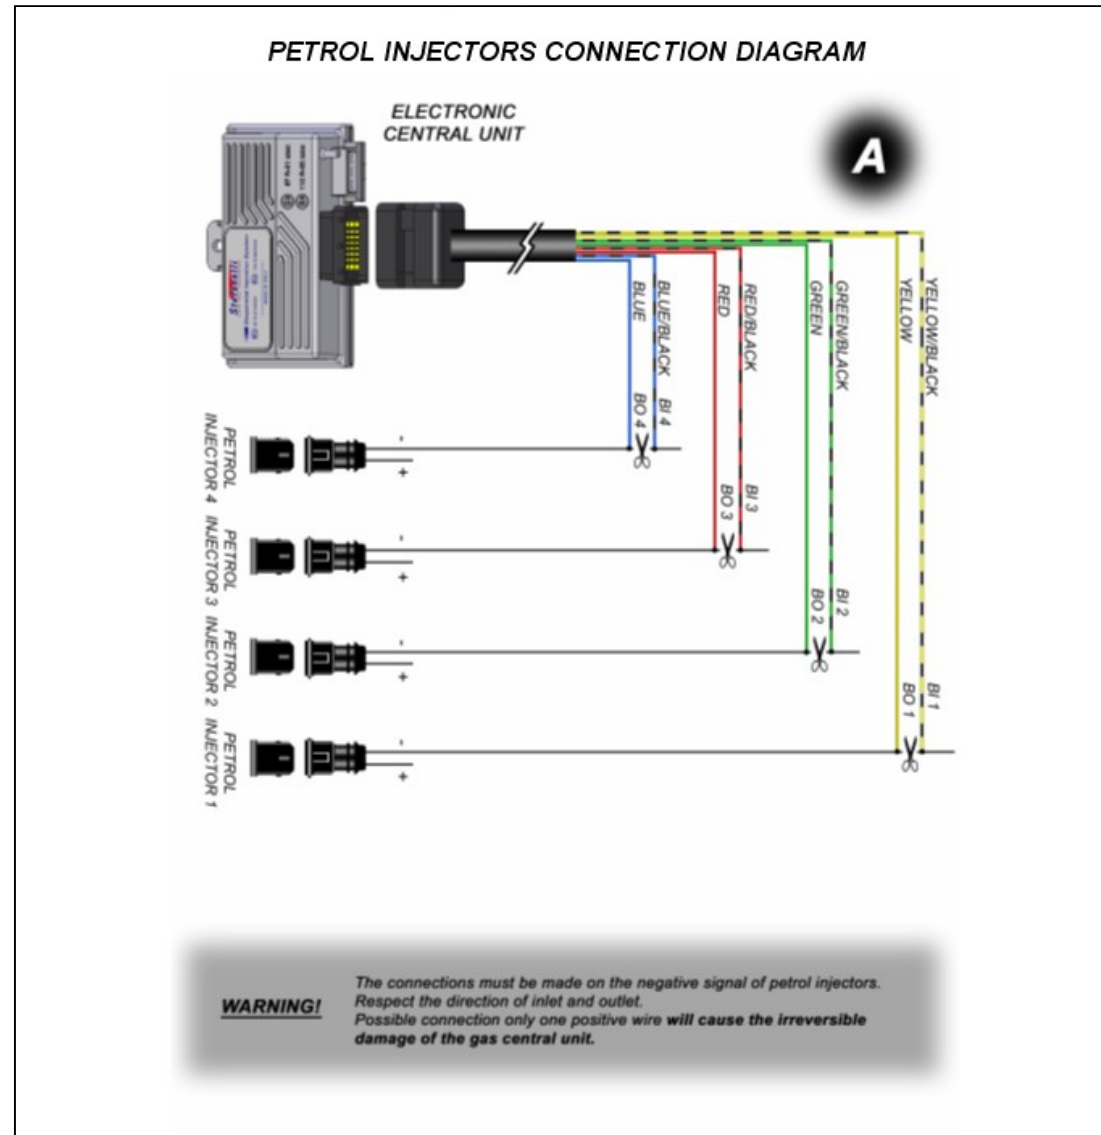 PETROL INJECTORS CONNECTION DIAGRAM
ELECTRONIC
CENTRAL UNIT
A
BLUE
BLUE/BLACK
RED
RED/BLACK
GREEN
GREEN/BLACK
YELLOW
YELLOW/BLACK
BO 4
BI 4
PETROL
INJECTOR 4
-
+
BO 3
BI 3
PETROL
INJECTOR 3
-
+
BO 2
BI 2
PETROL
INJECTOR 2
-
+
BO 1
BI 1
PETROL
INJECTOR 1
-
+
WARNING!
The connections must be made on the negative signal of petrol injectors.
Respect the direction of inlet and outlet.
Possible connection only one positive wire will cause the irreversible
damage of the gas central unit.